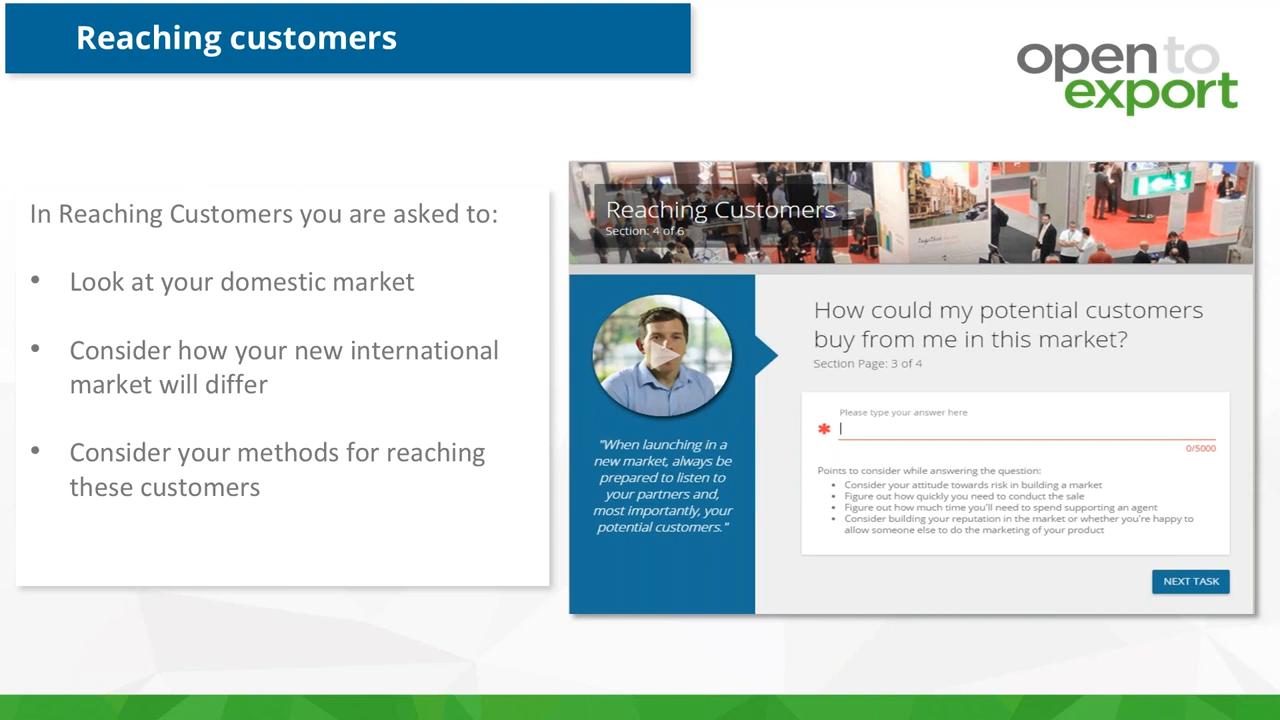 Reaching customers
open to
export
In Reaching Customers you are asked to:
• Look at your domestic market
• Consider how your new international
market will differ
• Consider your methods for reaching
these customers
Reaching Customers
Section: 4 of 6
together
"When launching in a
new market, always be
prepared to listen to
your partners and,
most importantly, your
potential customers."
How could my potential customers
buy from me in this market?
Section Page: 3 of 4
Please type your answer here
0/5000
Points to consider while answering the question:
• Consider your attitude towards risk in building a market
• Figure out how quickly you need to conduct the sale
• Figure out how much time you'll need to spend supporting an agent
• Consider building your reputation in the market or whether you're happy to
allow someone else to do the marketing of your product
NEXT TASK